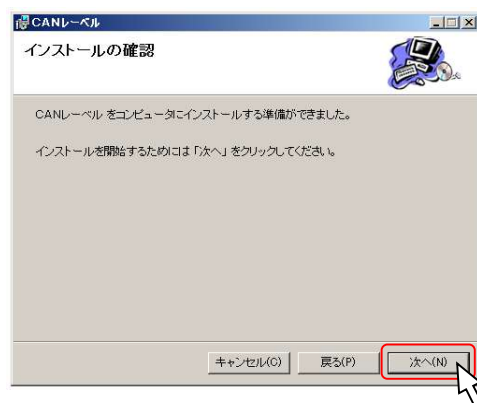 CANレーベル
インストールの確認
CANレーベル をコンピュータにインストールする準備ができました。
インストールを開始するためには「次へ」をクリックしてください。
キャンセル(C) 戻る(P) 次へ(N)